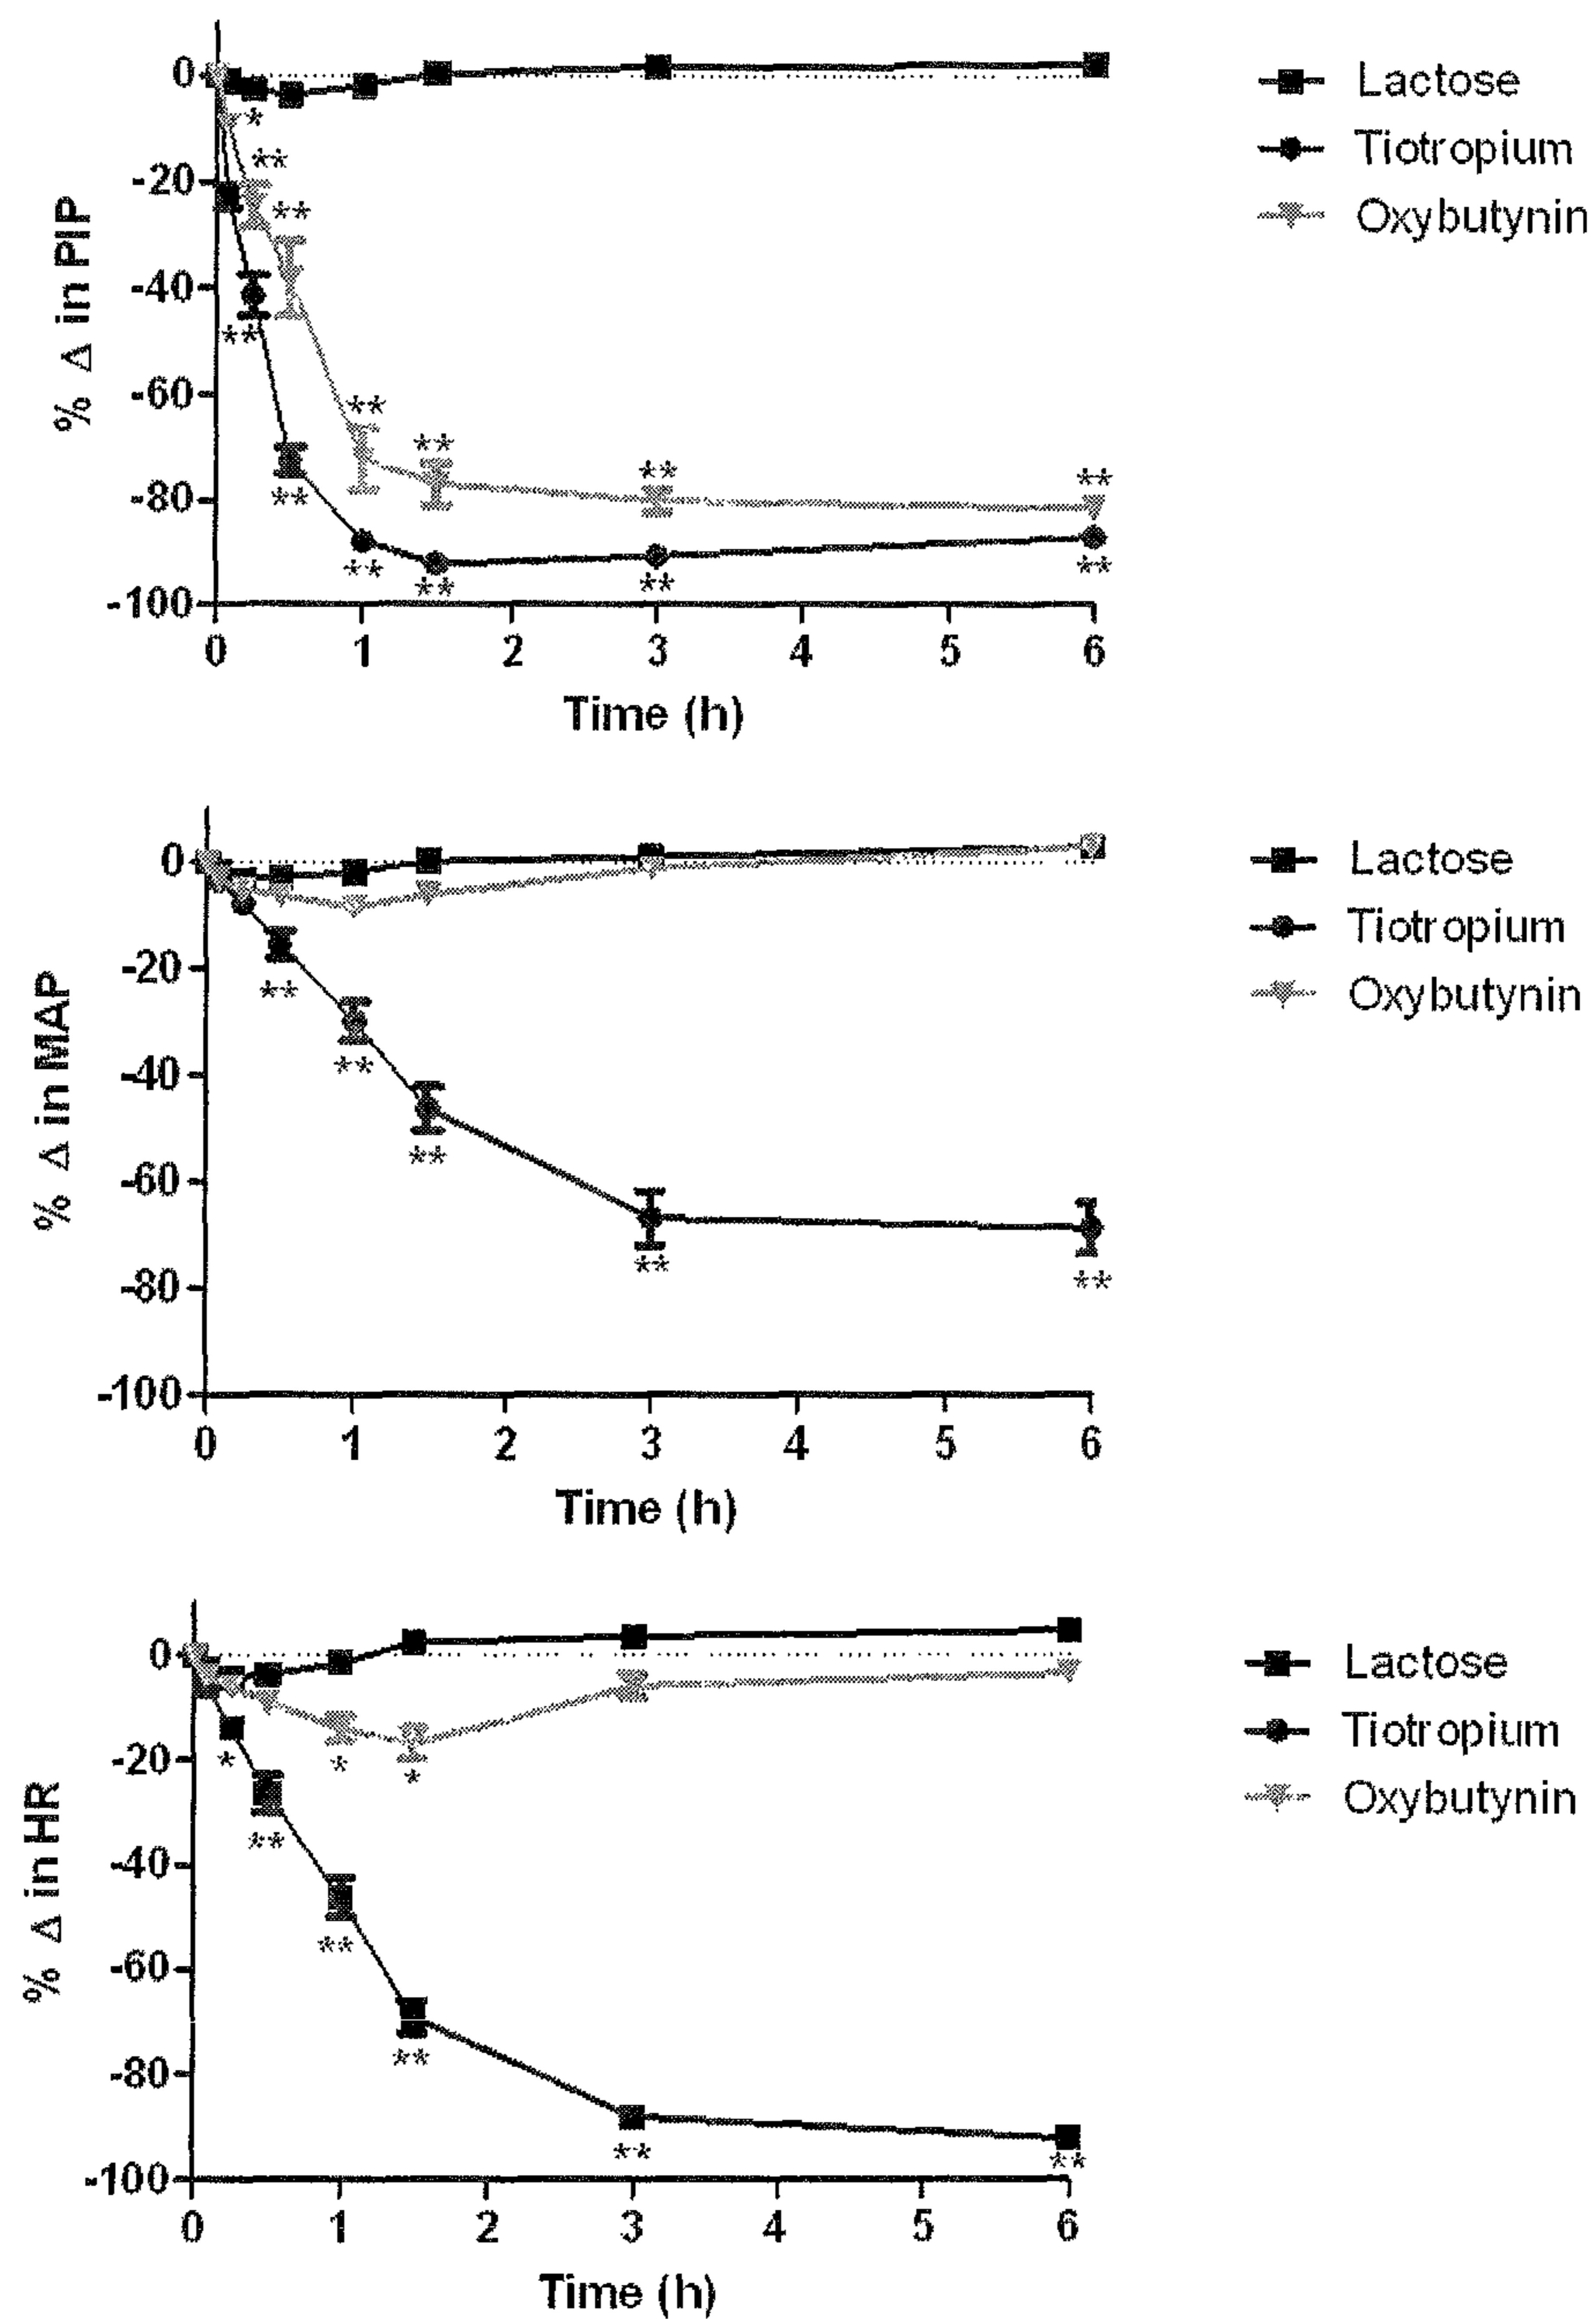 0
-20
-40
-60
-80
-100
% Δ in PIP
*
**
**
**
**
**
**
**
**
**
**
**
**
0 1 2 3 4 5 6
Time (h)
Lactose
Tiotropium
Oxybutynin
0
-20
-40
-60
-80
-100
% Δ in MAP
**
**
**
**
**
0 1 2 3 4 5 6
Time (h)
Lactose
Tiotropium
Oxybutynin
0
-20
-40
-60
-80
-100
% Δ in HR
*
*
*
**
**
**
**
**
0 1 2 3 4 5 6
Time (h)
Lactose
Tiotropium
Oxybutynin